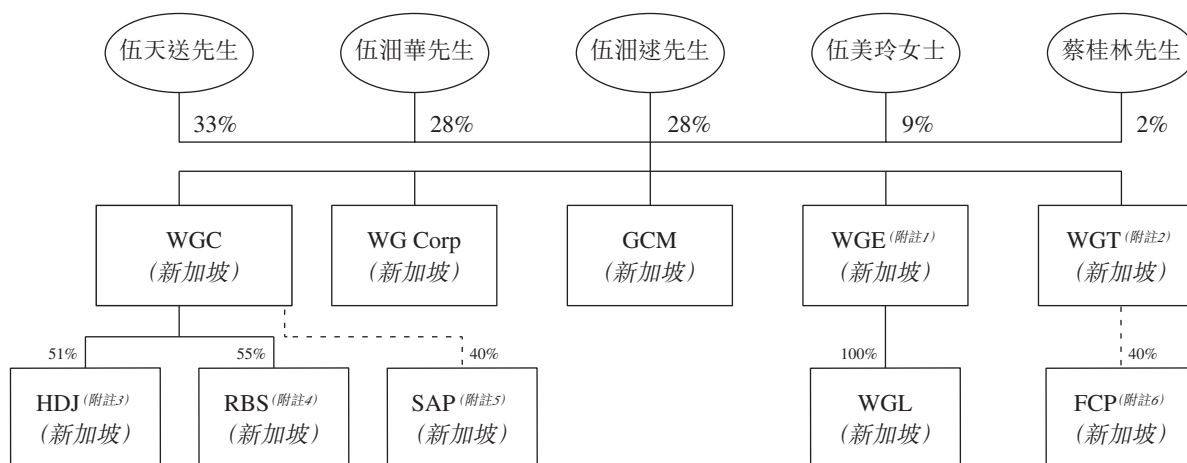 伍天送先生
伍沺華先生
伍沺逑先生
伍美玲女士
蔡桂林先生
33%
28%
28%
9%
2%
WGC
(新加坡)
WG Corp
(新加坡)
GCM
(新加坡)
WGE(附註1)
(新加坡)
WGT(附註2)
(新加坡)
51%
55%
40%
100%
40%
HDJ(附註3)
(新加坡)
RBS(附註4)
(新加坡)
SAP(附註5)
(新加坡)
WGL
(新加坡)
FCP(附註6)
(新加坡)